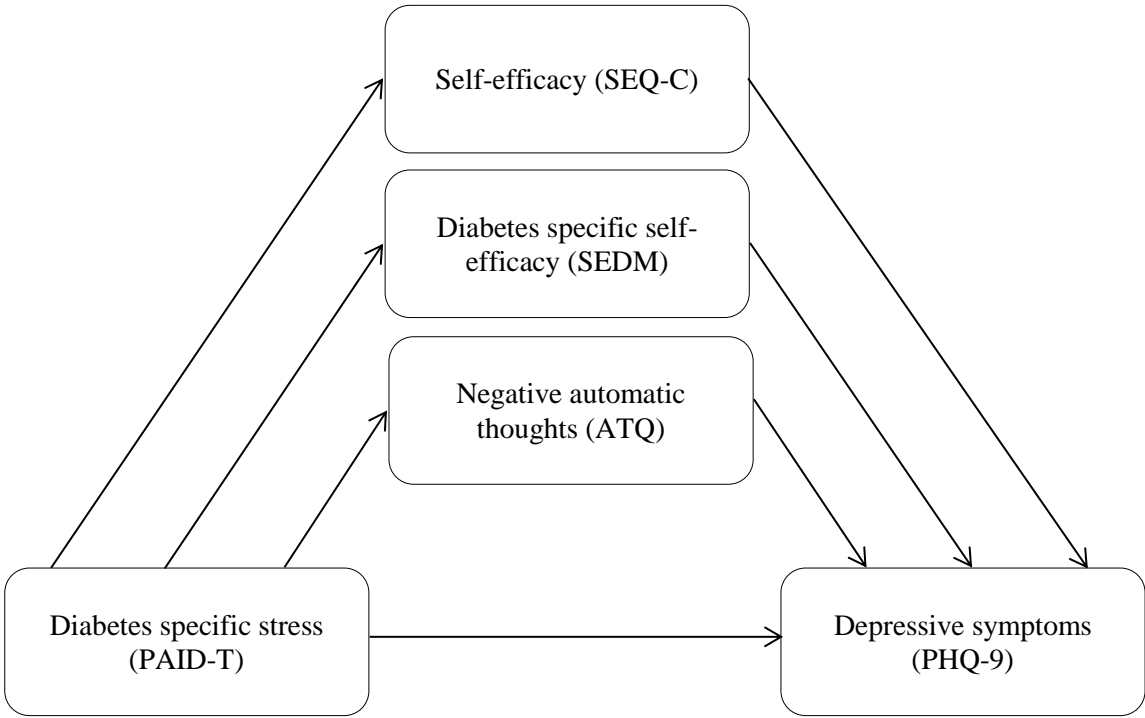 Self-efficacy (SEQ-C)
Diabetes specific self-
efficacy (SEDM)
Negative automatic
thoughts (ATQ)
Diabetes specific stress
(PAID-T)
Depressive symptoms
(PHQ-9)